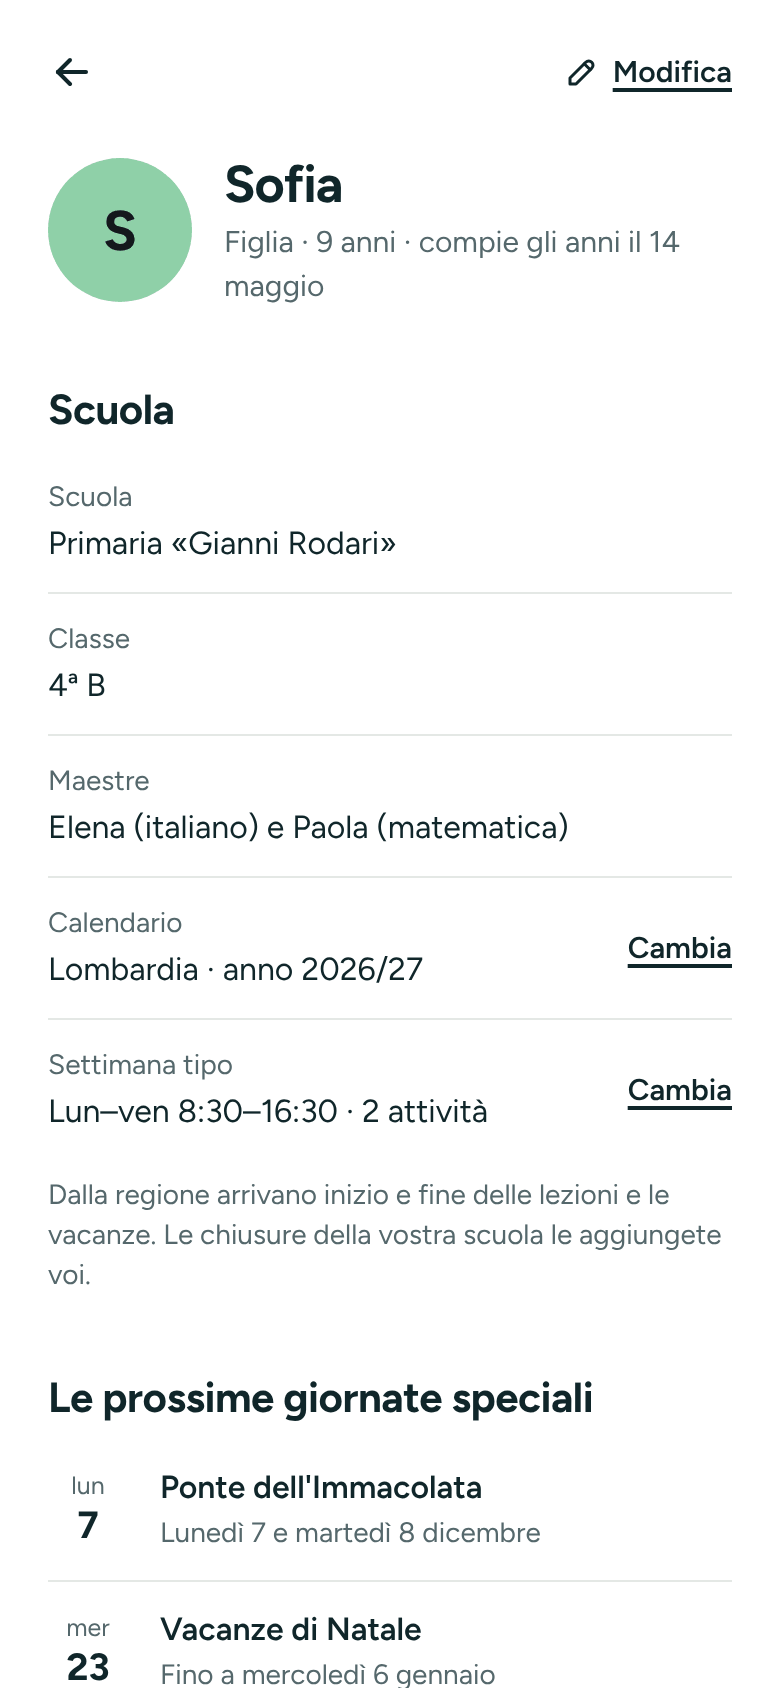 Modifica
S
Sofia
Figlia · 9 anni · compie gli anni il 14
maggio
Scuola
Scuola
Primaria «Gianni Rodari»
Classe
4ª B
Maestre
Elena (italiano) e Paola (matematica)
Calendario
Lombardia · anno 2026/27
Cambia
Settimana tipo
Lun–ven 8:30–16:30 · 2 attività
Cambia
Dalla regione arrivano inizio e fine delle lezioni e le
vacanze. Le chiusure della vostra scuola le aggiungete
voi.
Le prossime giornate speciali
lun
7
Ponte dell'Immacolata
Lunedì 7 e martedì 8 dicembre
mer
23
Vacanze di Natale
Fino a mercoledì 6 gennaio